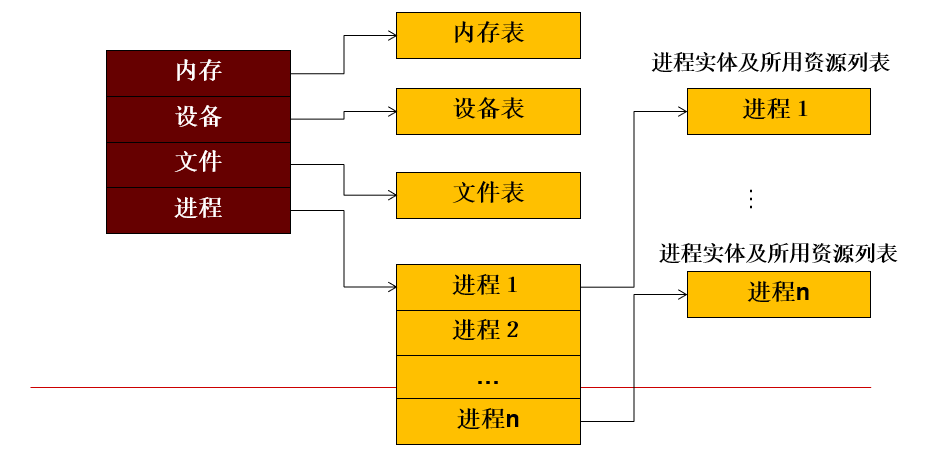 内存
设备
文件
进程
内存表
设备表
文件表
进程 1
进程 2
...
进程n
进程实体及所用资源列表
进程 1
⋮
进程实体及所用资源列表
进程n